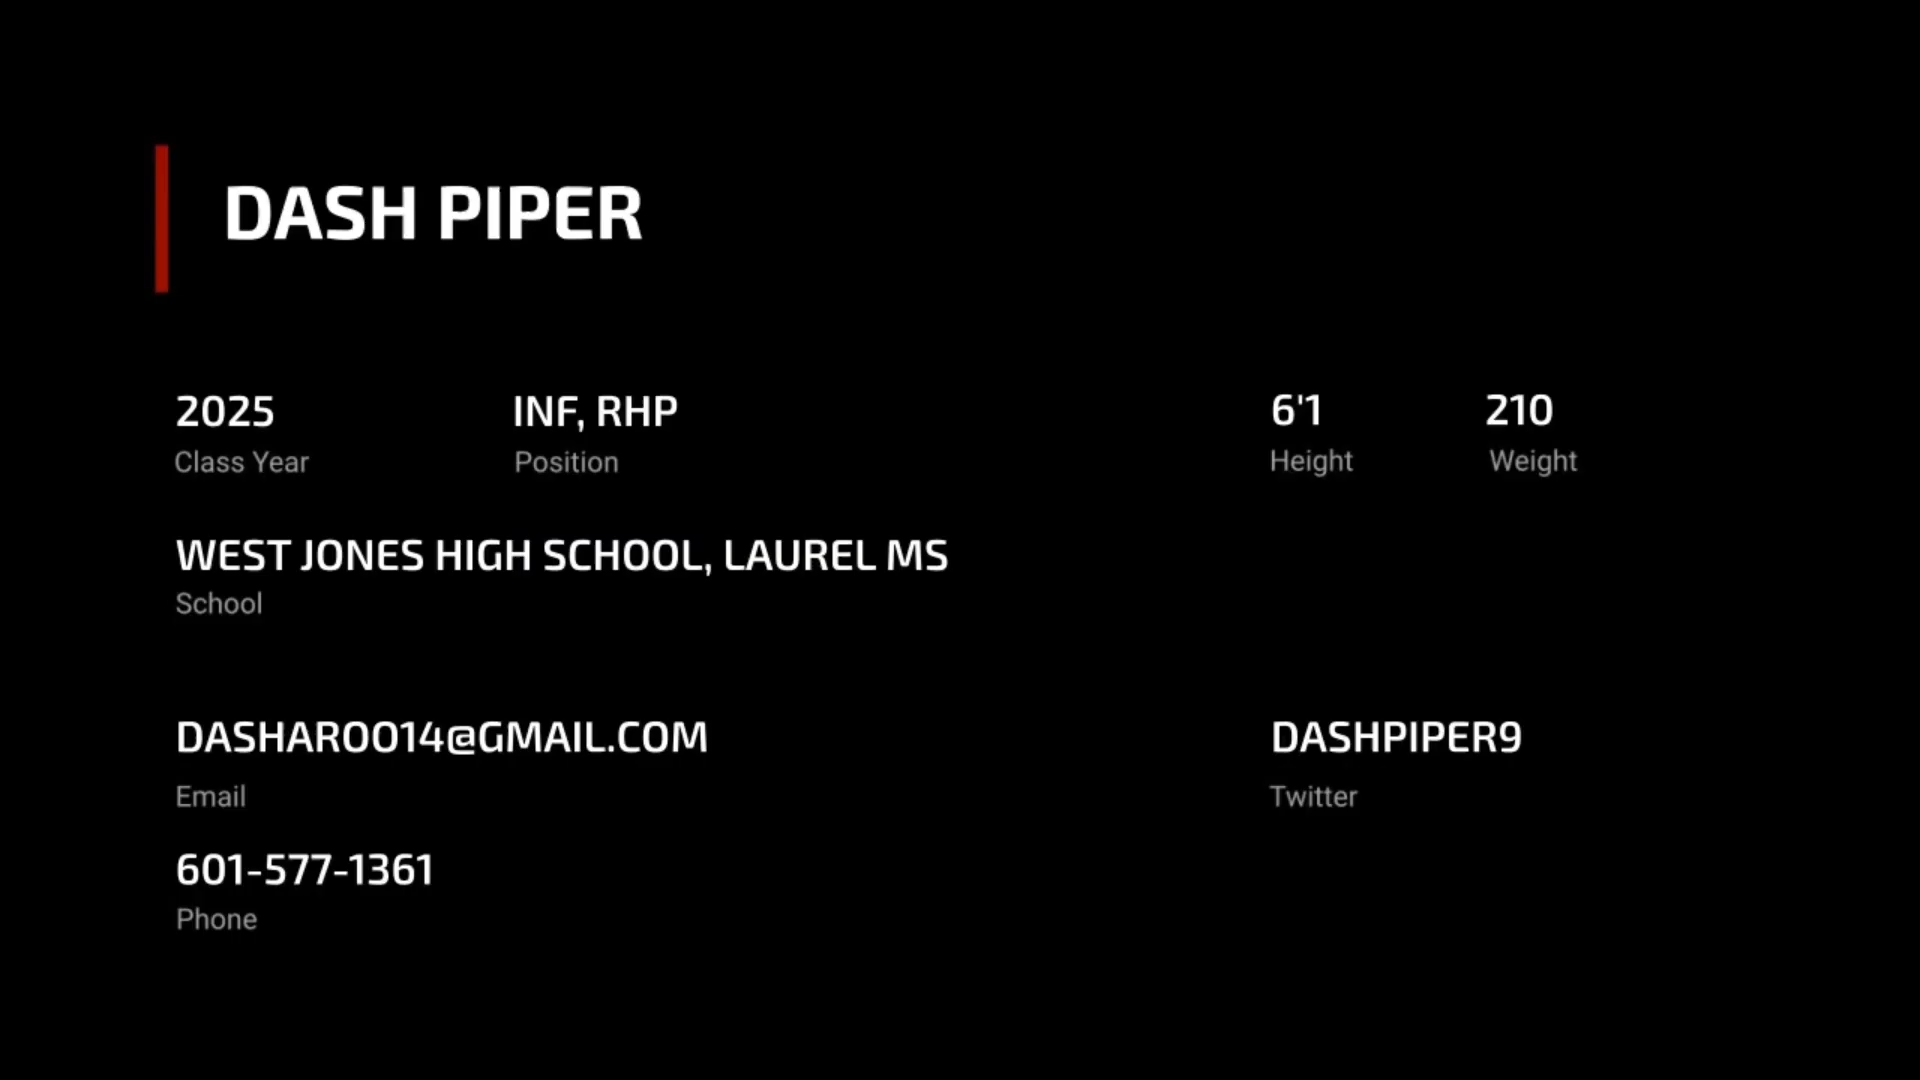 DASH PIPER
2025 INF, RHP 6'1 210
Class Year Position Height Weight
WEST JONES HIGH SCHOOL, LAUREL MS
School
DASHAROO14@GMAIL.COM DASHPIPER9
Email Twitter
601-577-1361
Phone